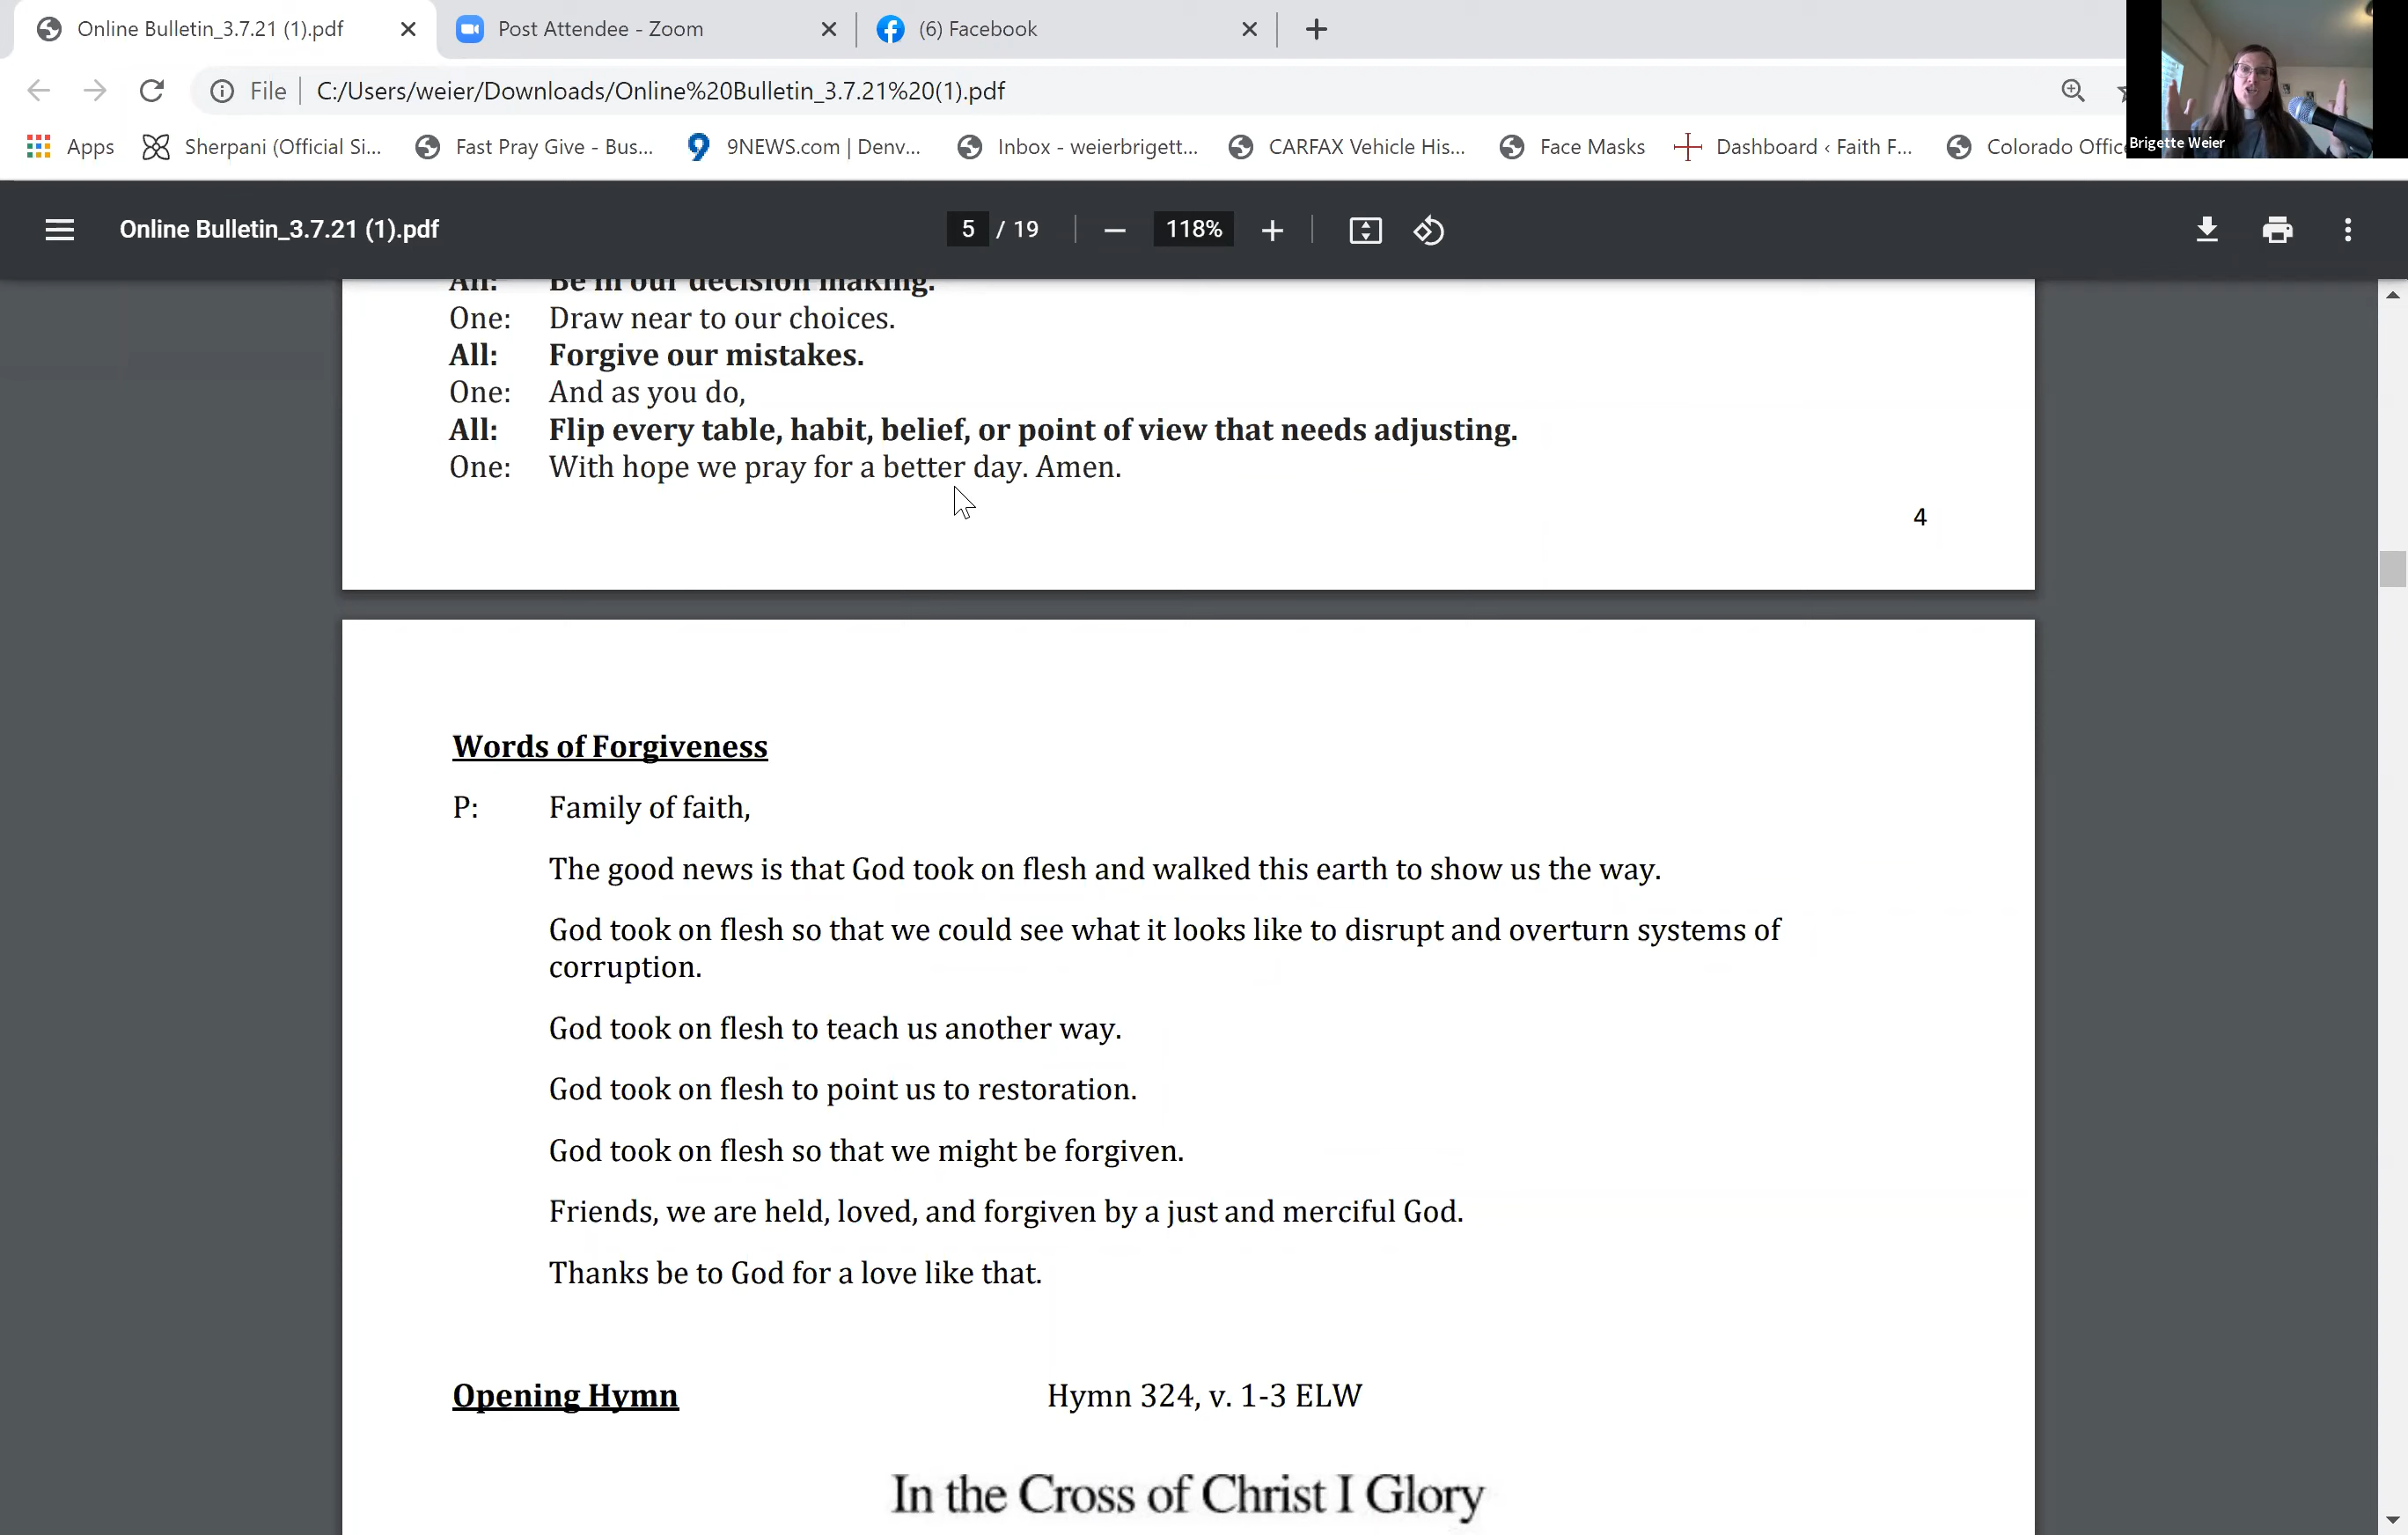 Online Bulletin_3.7.21 (1).pdf
Post Attendee - Zoom
(6) Facebook
File
C:/Users/weier/Downloads/Online%20Bulletin_3.7.21%20(1).pdf
Apps
Sherpani (Official Si...
Fast Pray Give - Bus...
9NEWS.com | Denv...
Inbox - weierbrigett...
CARFAX Vehicle His...
Face Masks
Dashboard ‹ Faith F...
Colorado Offic
Brigette Weier
Online Bulletin_3.7.21 (1).pdf
5 / 19
118%
All: Be in our decision making.
One: Draw near to our choices.
All: Forgive our mistakes.
One: And as you do,
All: Flip every table, habit, belief, or point of view that needs adjusting.
One: With hope we pray for a better day. Amen.
4
Words of Forgiveness
P: Family of faith,
The good news is that God took on flesh and walked this earth to show us the way.
God took on flesh so that we could see what it looks like to disrupt and overturn systems of
corruption.
God took on flesh to teach us another way.
God took on flesh to point us to restoration.
God took on flesh so that we might be forgiven.
Friends, we are held, loved, and forgiven by a just and merciful God.
Thanks be to God for a love like that.
Opening Hymn Hymn 324, v. 1-3 ELW
In the Cross of Christ I Glory